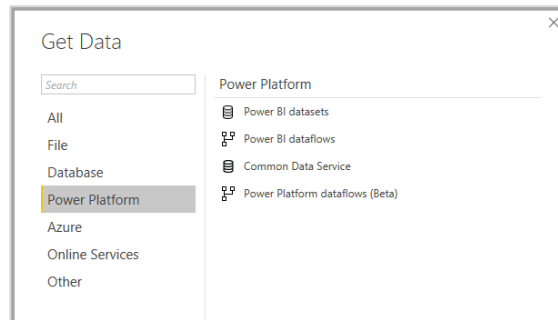 Get Data
Search
All
File
Database
Power Platform
Azure
Online Services
Other
Power Platform
Power BI datasets
Power BI dataflows
Common Data Service
Power Platform dataflows (Beta)